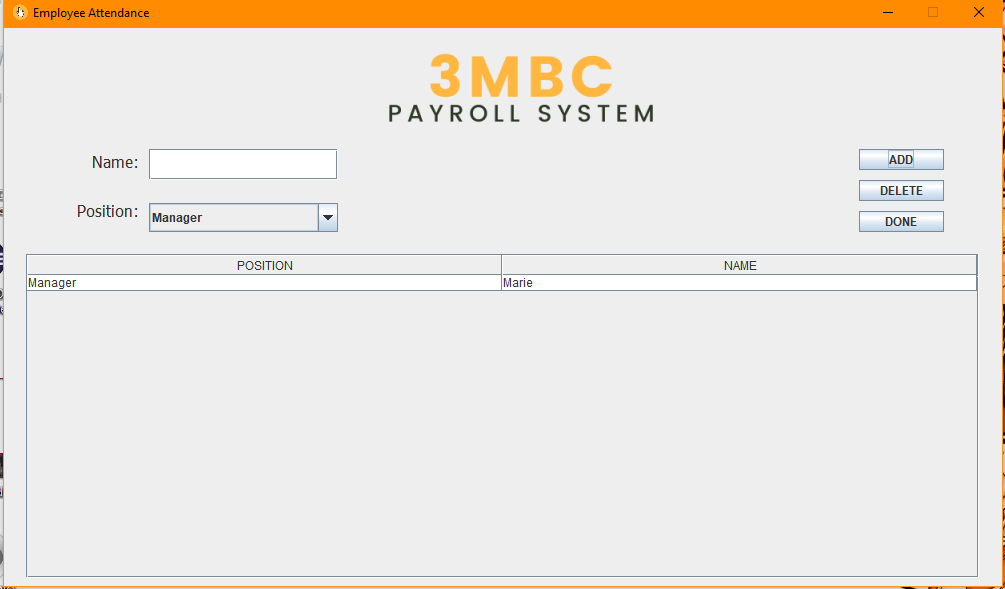 Employee Attendance
3MBC
PAYROLL SYSTEM
Name:
ADD
DELETE
Position:
Manager
DONE
POSITION NAME
Manager Marie